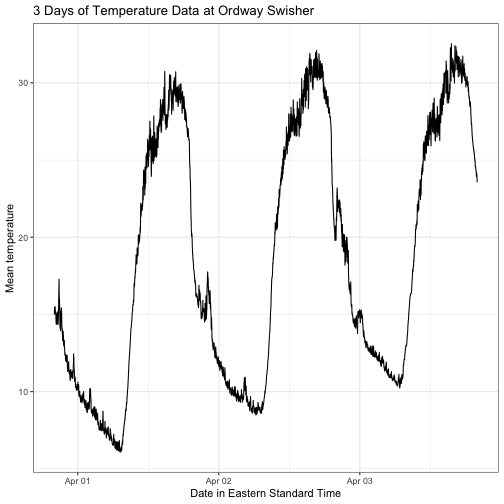 3 Days of Temperature Data at Ordway Swisher
Mean temperature
30
20
10
Apr 01
Apr 02
Apr 03
Date in Eastern Standard Time